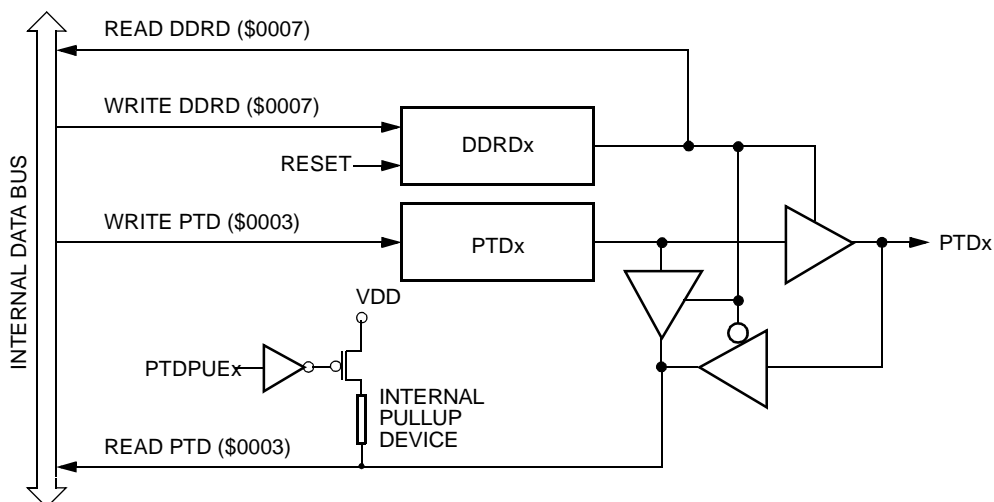 READ DDRD ($0007)
WRITE DDRD ($0007)
DDRDx
RESET
WRITE PTD ($0003)
PTDx
PTDx
INTERNAL DATA BUS
VDD
PTDPUEx
INTERNAL
PULLUP
DEVICE
READ PTD ($0003)